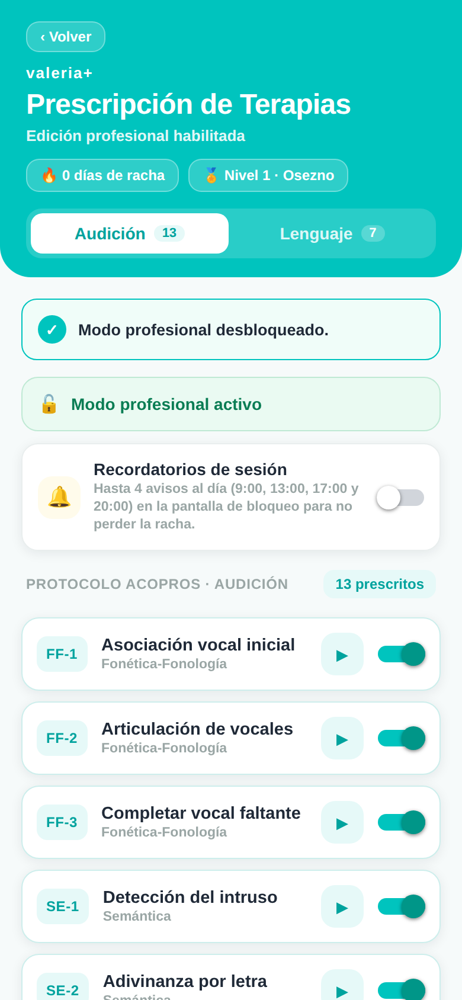 ‹ Volver
valeria+
Prescripción de Terapias
Edición profesional habilitada
🔥 0 días de racha
🏅 Nivel 1 · Osezno
Audición 13
Lenguaje 7
✓ Modo profesional desbloqueado.
🔓 Modo profesional activo
🔔 Recordatorios de sesión
Hasta 4 avisos al día (9:00, 13:00, 17:00 y
20:00) en la pantalla de bloqueo para no
perder la racha.
PROTOCOLO ACOPROS · AUDICIÓN
13 prescritos
FF-1
Asociación vocal inicial
Fonética-Fonología
▶
FF-2
Articulación de vocales
Fonética-Fonología
▶
FF-3
Completar vocal faltante
Fonética-Fonología
▶
SE-1
Detección del intruso
Semántica
▶
SE-2
Adivinanza por letra
Semántica
▶